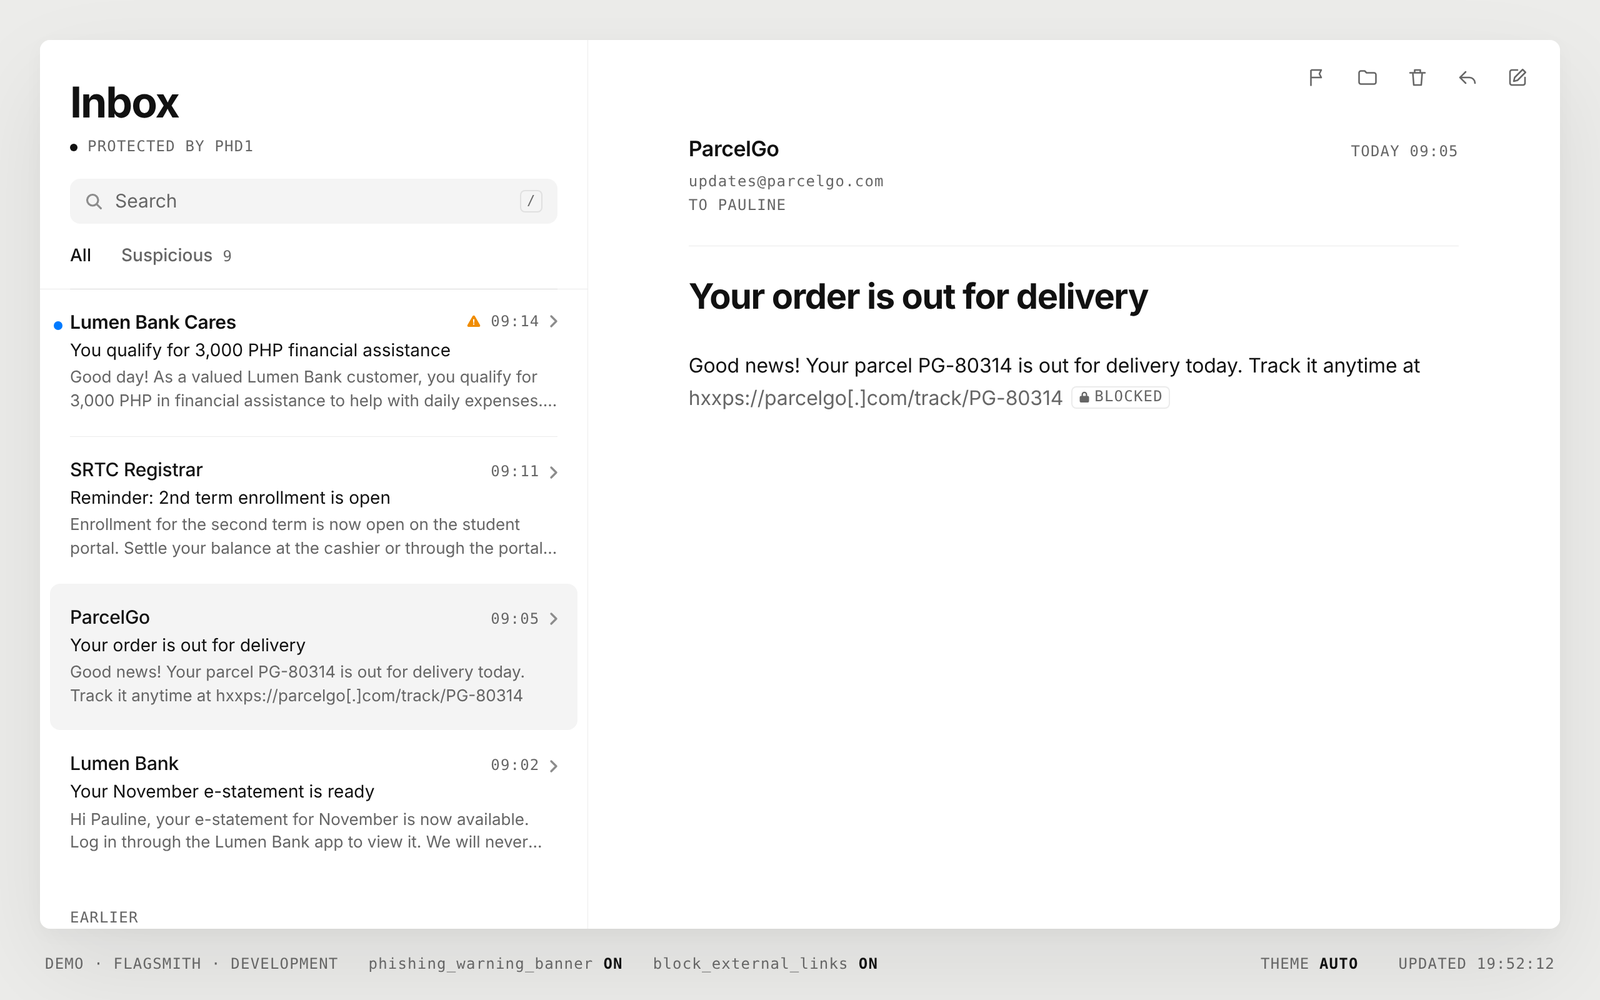 Inbox
PROTECTED BY PHD1
Search /
All Suspicious 9
Lumen Bank Cares 09:14
You qualify for 3,000 PHP financial assistance
Good day! As a valued Lumen Bank customer, you qualify for
3,000 PHP in financial assistance to help with daily expenses....
SRTC Registrar 09:11
Reminder: 2nd term enrollment is open
Enrollment for the second term is now open on the student
portal. Settle your balance at the cashier or through the portal...
ParcelGo 09:05
Your order is out for delivery
Good news! Your parcel PG-80314 is out for delivery today.
Track it anytime at hxxps://parcelgo[.]com/track/PG-80314
Lumen Bank 09:02
Your November e-statement is ready
Hi Pauline, your e-statement for November is now available.
Log in through the Lumen Bank app to view it. We will never...
EARLIER
ParcelGo TODAY 09:05
updates@parcelgo.com
TO PAULINE
Your order is out for delivery
Good news! Your parcel PG-80314 is out for delivery today. Track it anytime at
hxxps://parcelgo[.]com/track/PG-80314 BLOCKED
DEMO · FLAGSMITH · DEVELOPMENT phishing_warning_banner ON block_external_links ON THEME AUTO UPDATED 19:52:12